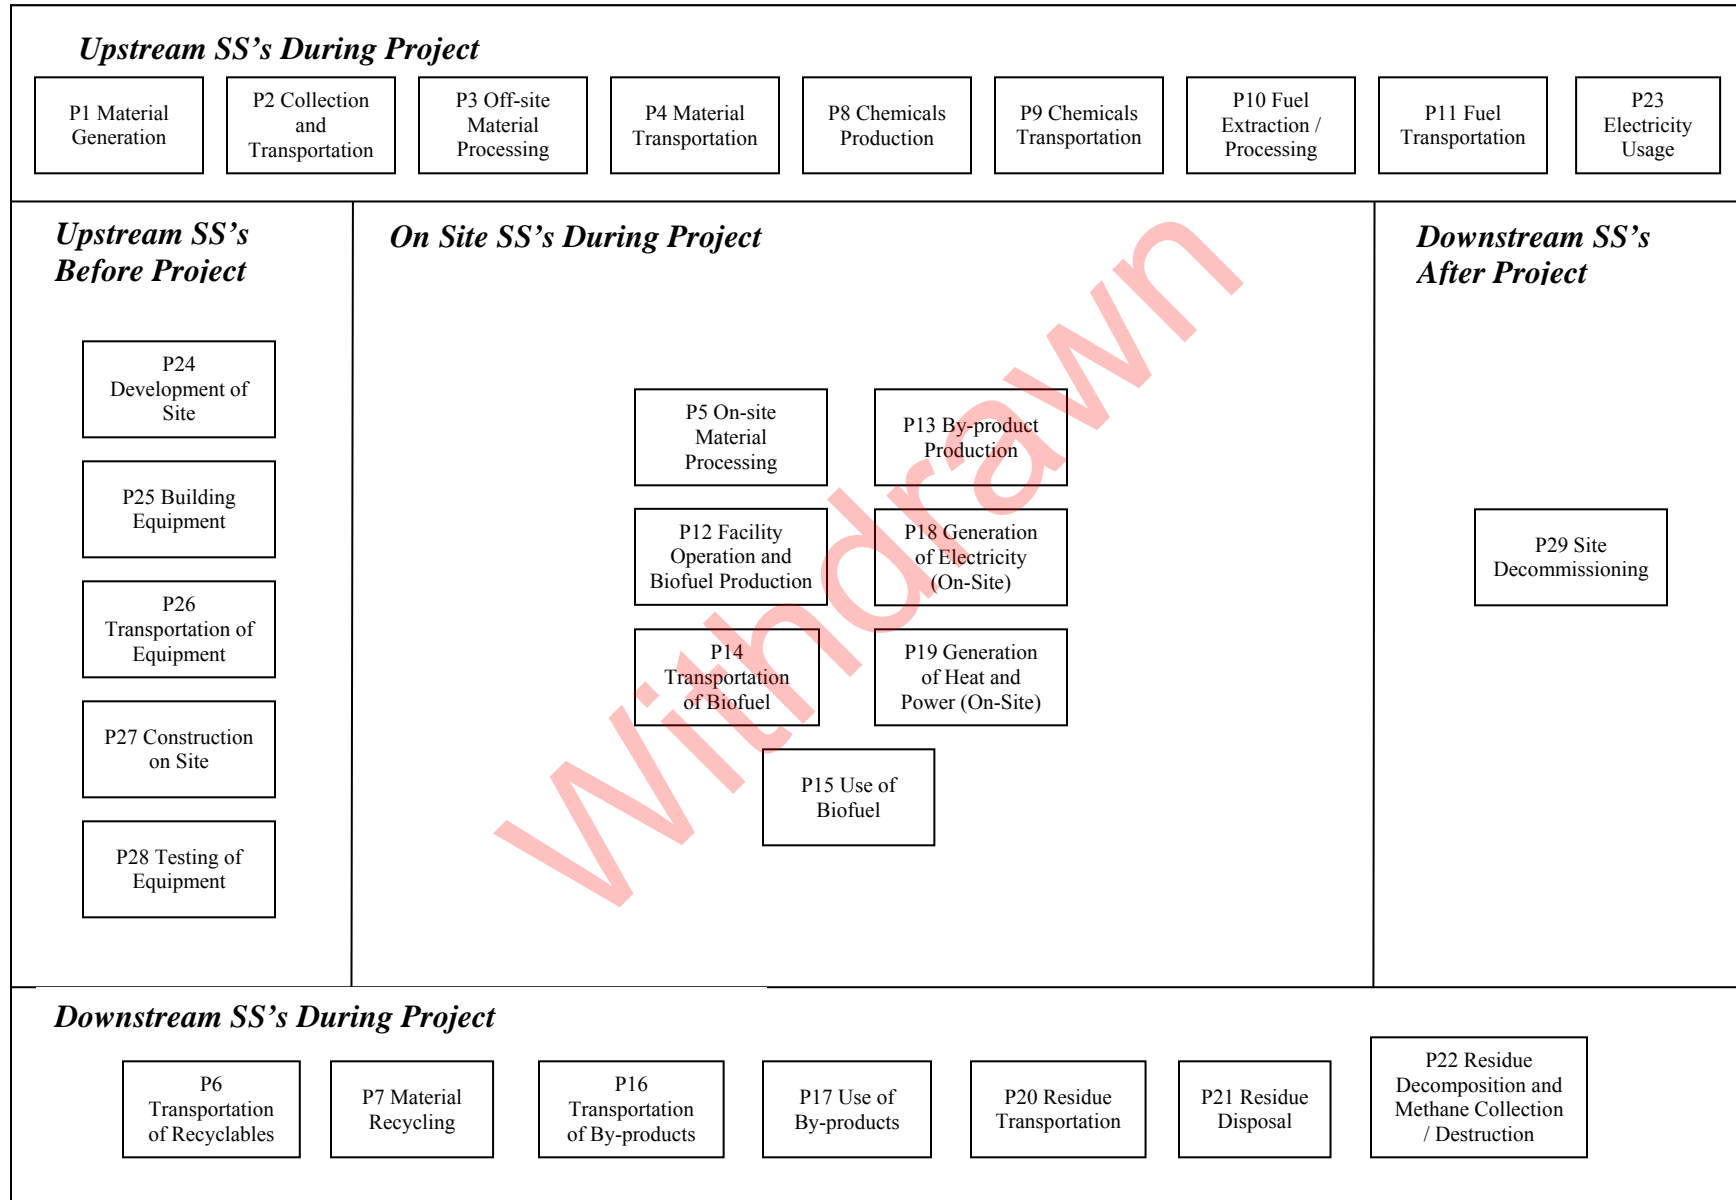 Upstream SS’s During Project
P1 Material
Generation
P2 Collection
and
Transportation
P3 Off-site
Material
Processing
P4 Material
Transportation
P8 Chemicals
Production
P9 Chemicals
Transportation
P10 Fuel
Extraction /
Processing
P11 Fuel
Transportation
P23
Electricity
Usage
Upstream SS’s
Before Project
P24
Development of
Site
P25 Building
Equipment
P26
Transportation of
Equipment
P27 Construction
on Site
P28 Testing of
Equipment
On Site SS’s During Project
P5 On-site
Material
Processing
P13 By-product
Production
P12 Facility
Operation and
Biofuel Production
P18 Generation
of Electricity
(On-Site)
P14
Transportation
of Biofuel
P19 Generation
of Heat and
Power (On-Site)
P15 Use of
Biofuel
Withdrawn
Downstream SS’s
After Project
P29 Site
Decommissioning
Downstream SS’s During Project
P6
Transportation
of Recyclables
P7 Material
Recycling
P16
Transportation
of By-products
P17 Use of
By-products
P20 Residue
Transportation
P21 Residue
Disposal
P22 Residue
Decomposition and
Methane Collection
/ Destruction